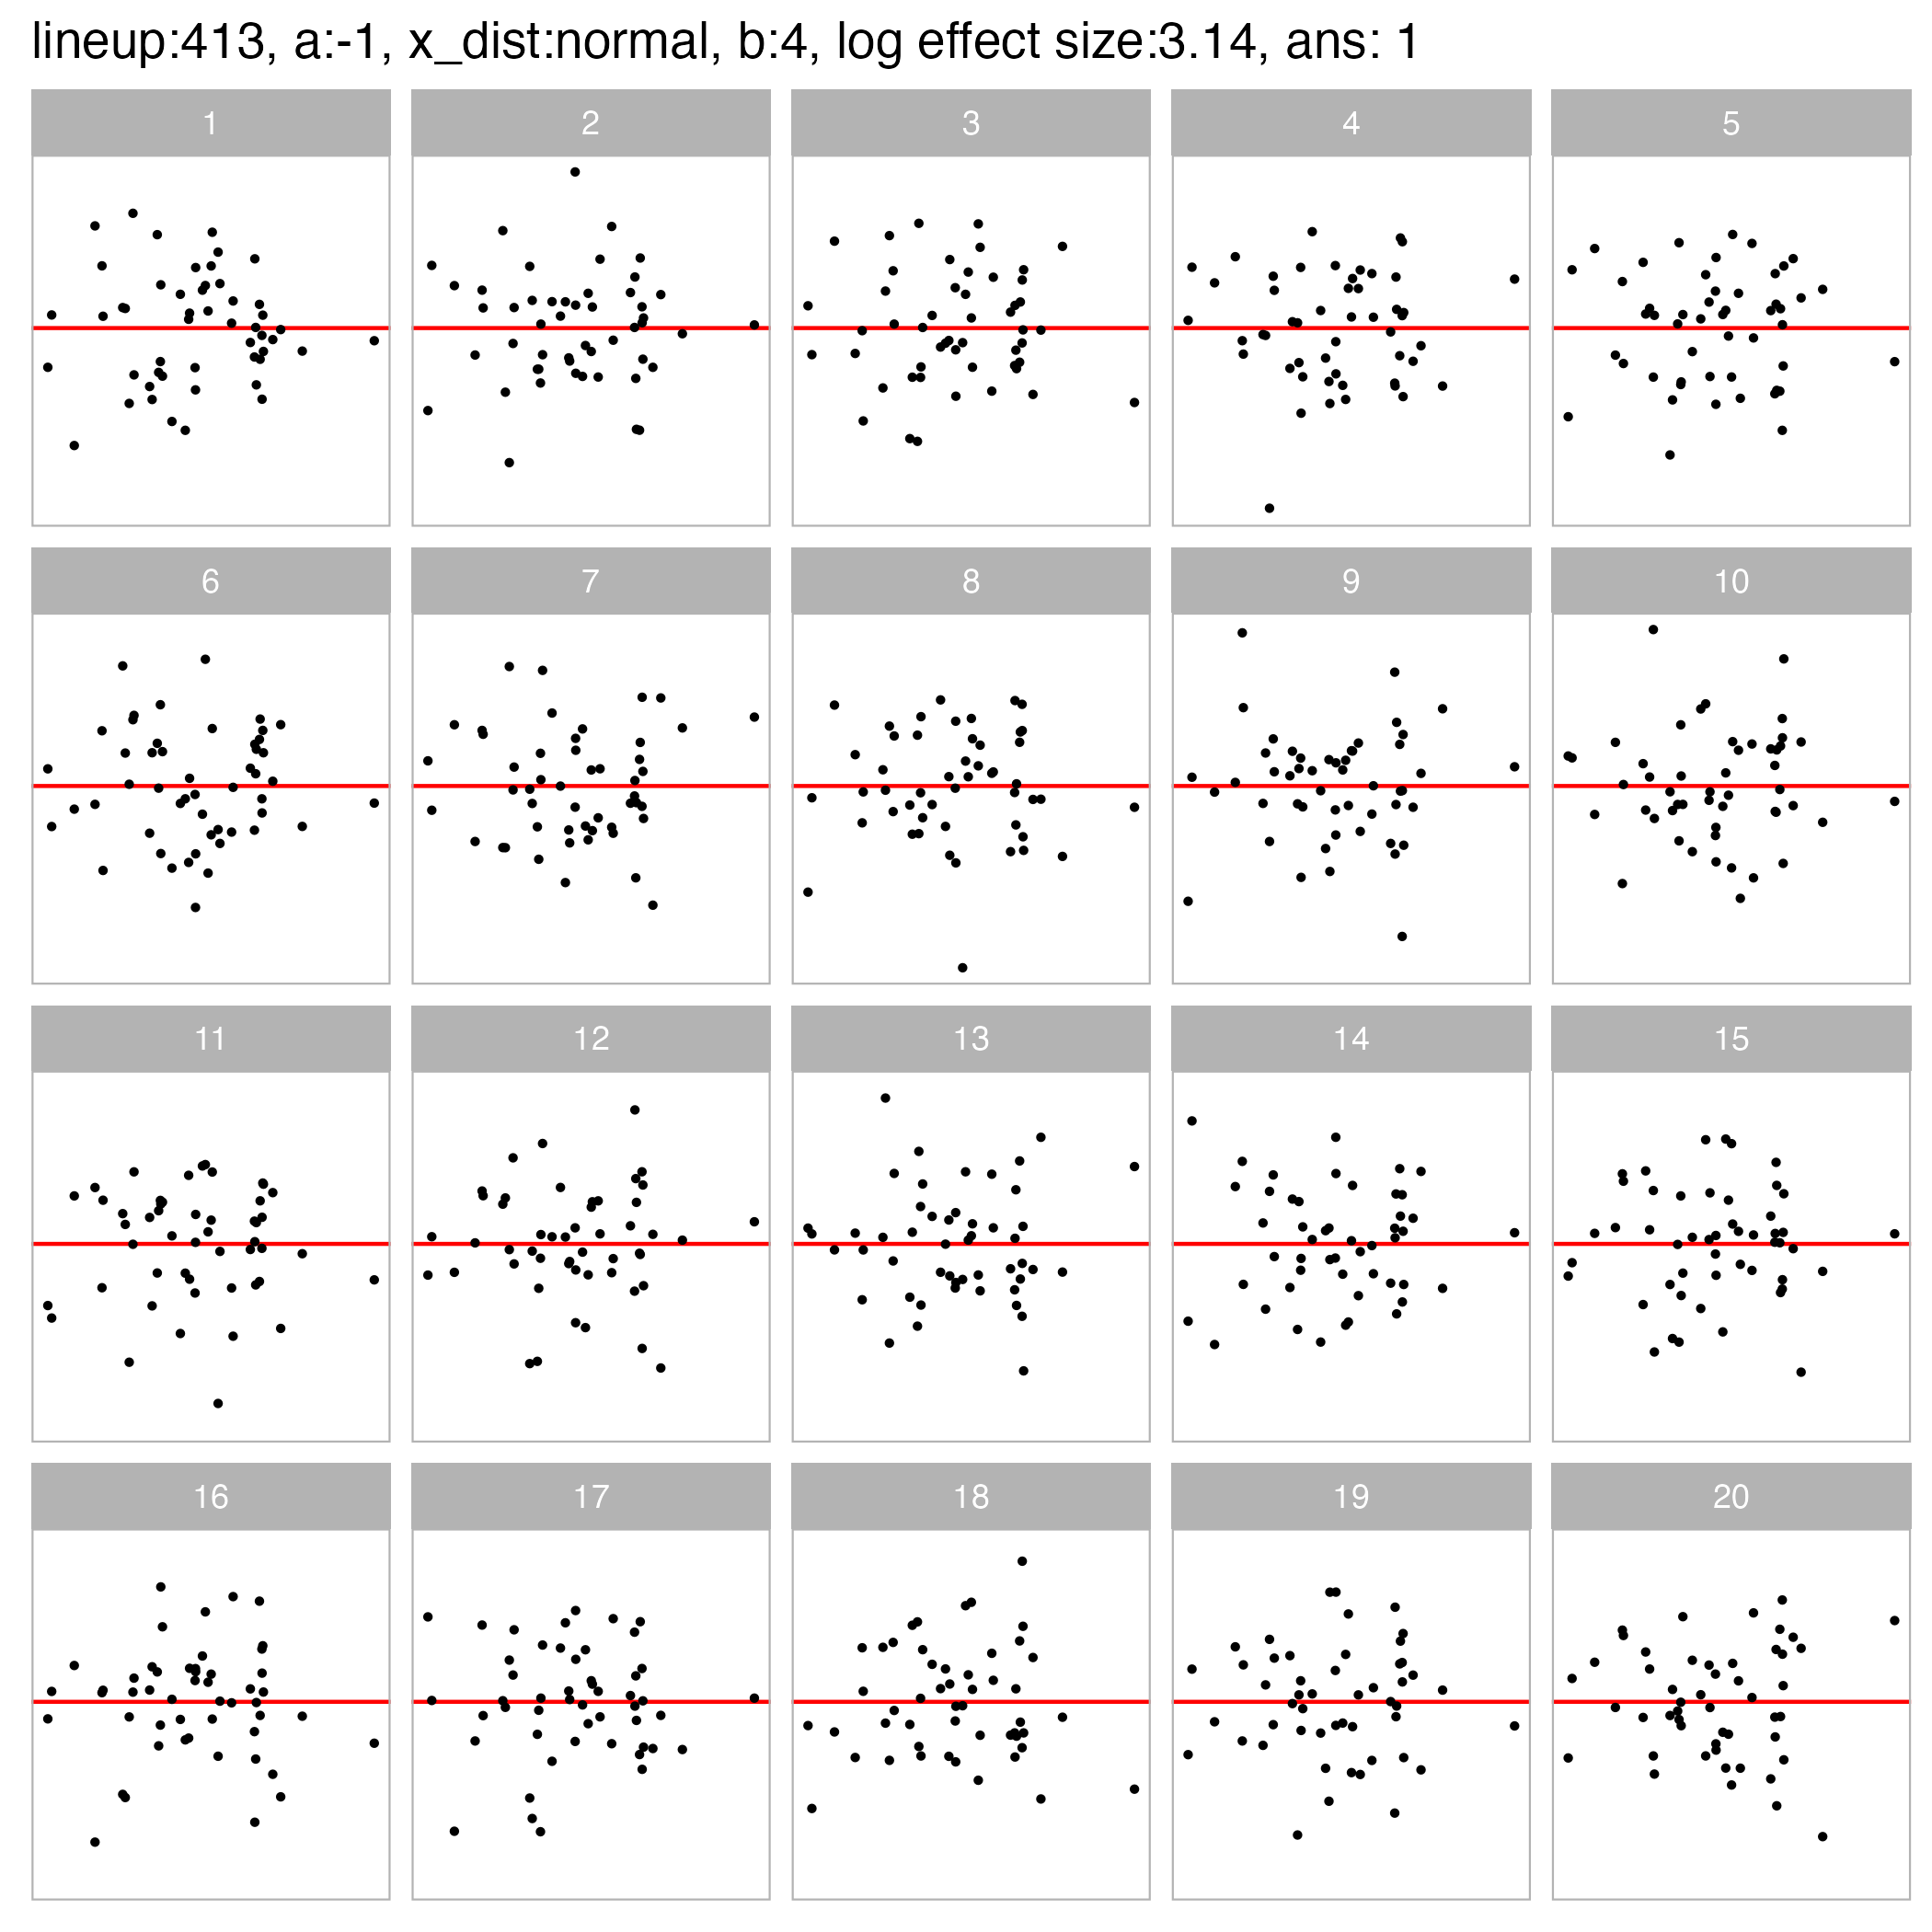 lineup:413, a:-1, x_dist:normal, b:4, log effect size:3.14, ans: 1
1 2 3 4 5
6 7 8 9 10
11 12 13 14 15
16 17 18 19 20